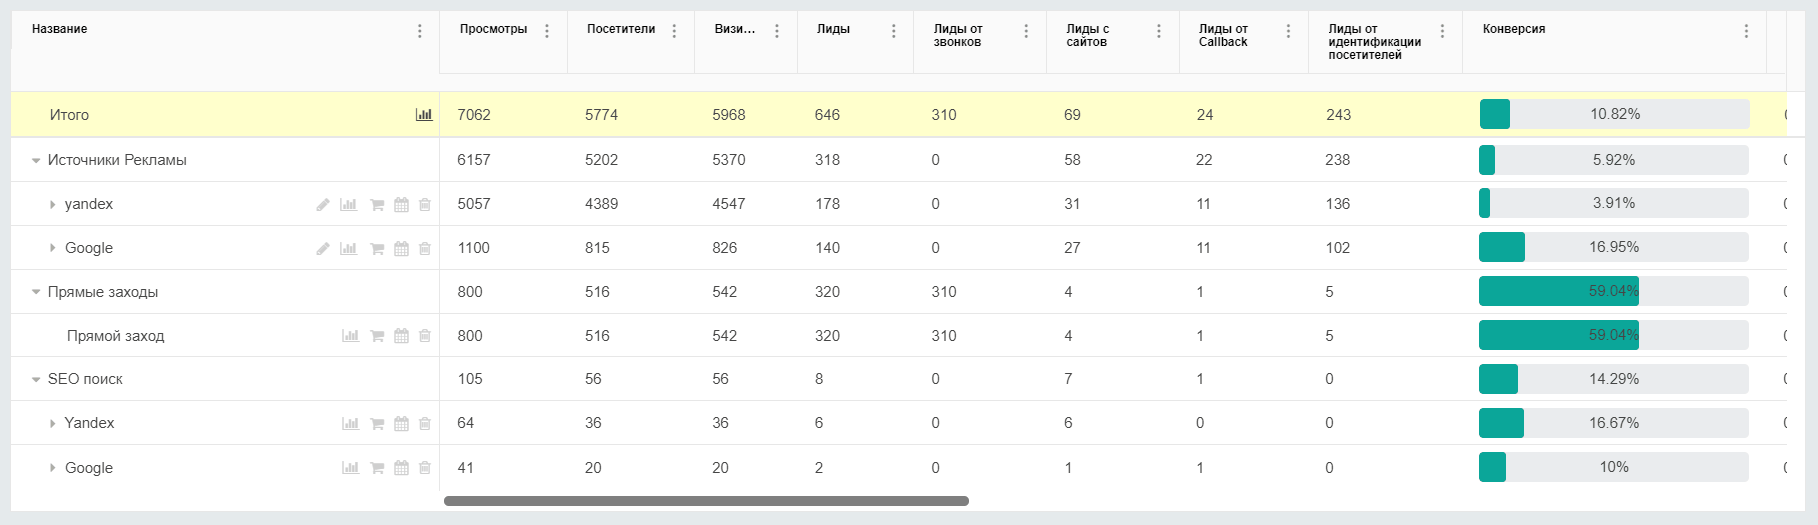 Название Просмотры Посетители Визи... Лиды Лиды от звонков Лиды с сайтов Лиды от Callback Лиды от идентификации посетителей Конверсия
Итого 7062 5774 5968 646 310 69 24 243 10.82%
Источники Рекламы 6157 5202 5370 318 0 58 22 238 5.92%
yandex 5057 4389 4547 178 0 31 11 136 3.91%
Google 1100 815 826 140 0 27 11 102 16.95%
Прямые заходы 800 516 542 320 310 4 1 5 59.04%
Прямой заход 800 516 542 320 310 4 1 5 59.04%
SEO поиск 105 56 56 8 0 7 1 0 14.29%
Yandex 64 36 36 6 0 6 0 0 16.67%
Google 41 20 20 2 0 1 1 0 10%